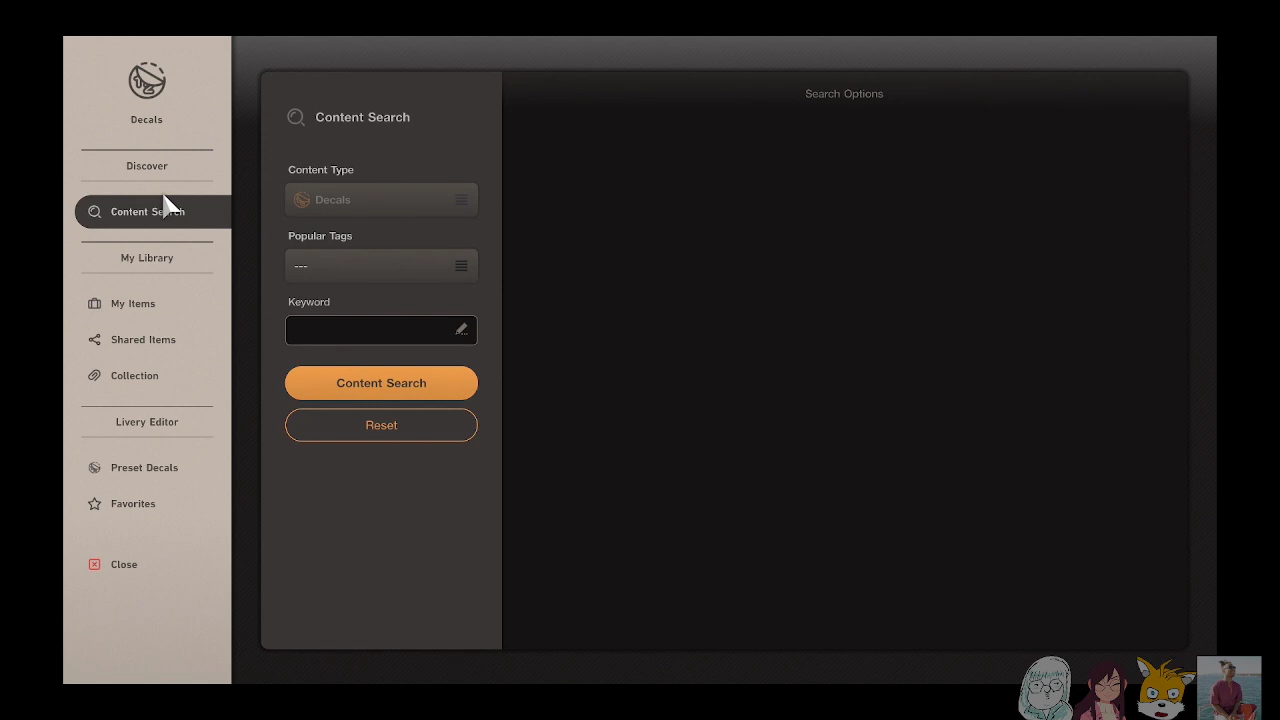 Decals
Discover
Content Search
My Library
My Items
Shared Items
Collection
Livery Editor
Preset Decals
Favorites
Close
Content Search
Content Type
Decals
Popular Tags
---
Keyword
Content Search
Reset
Search Options